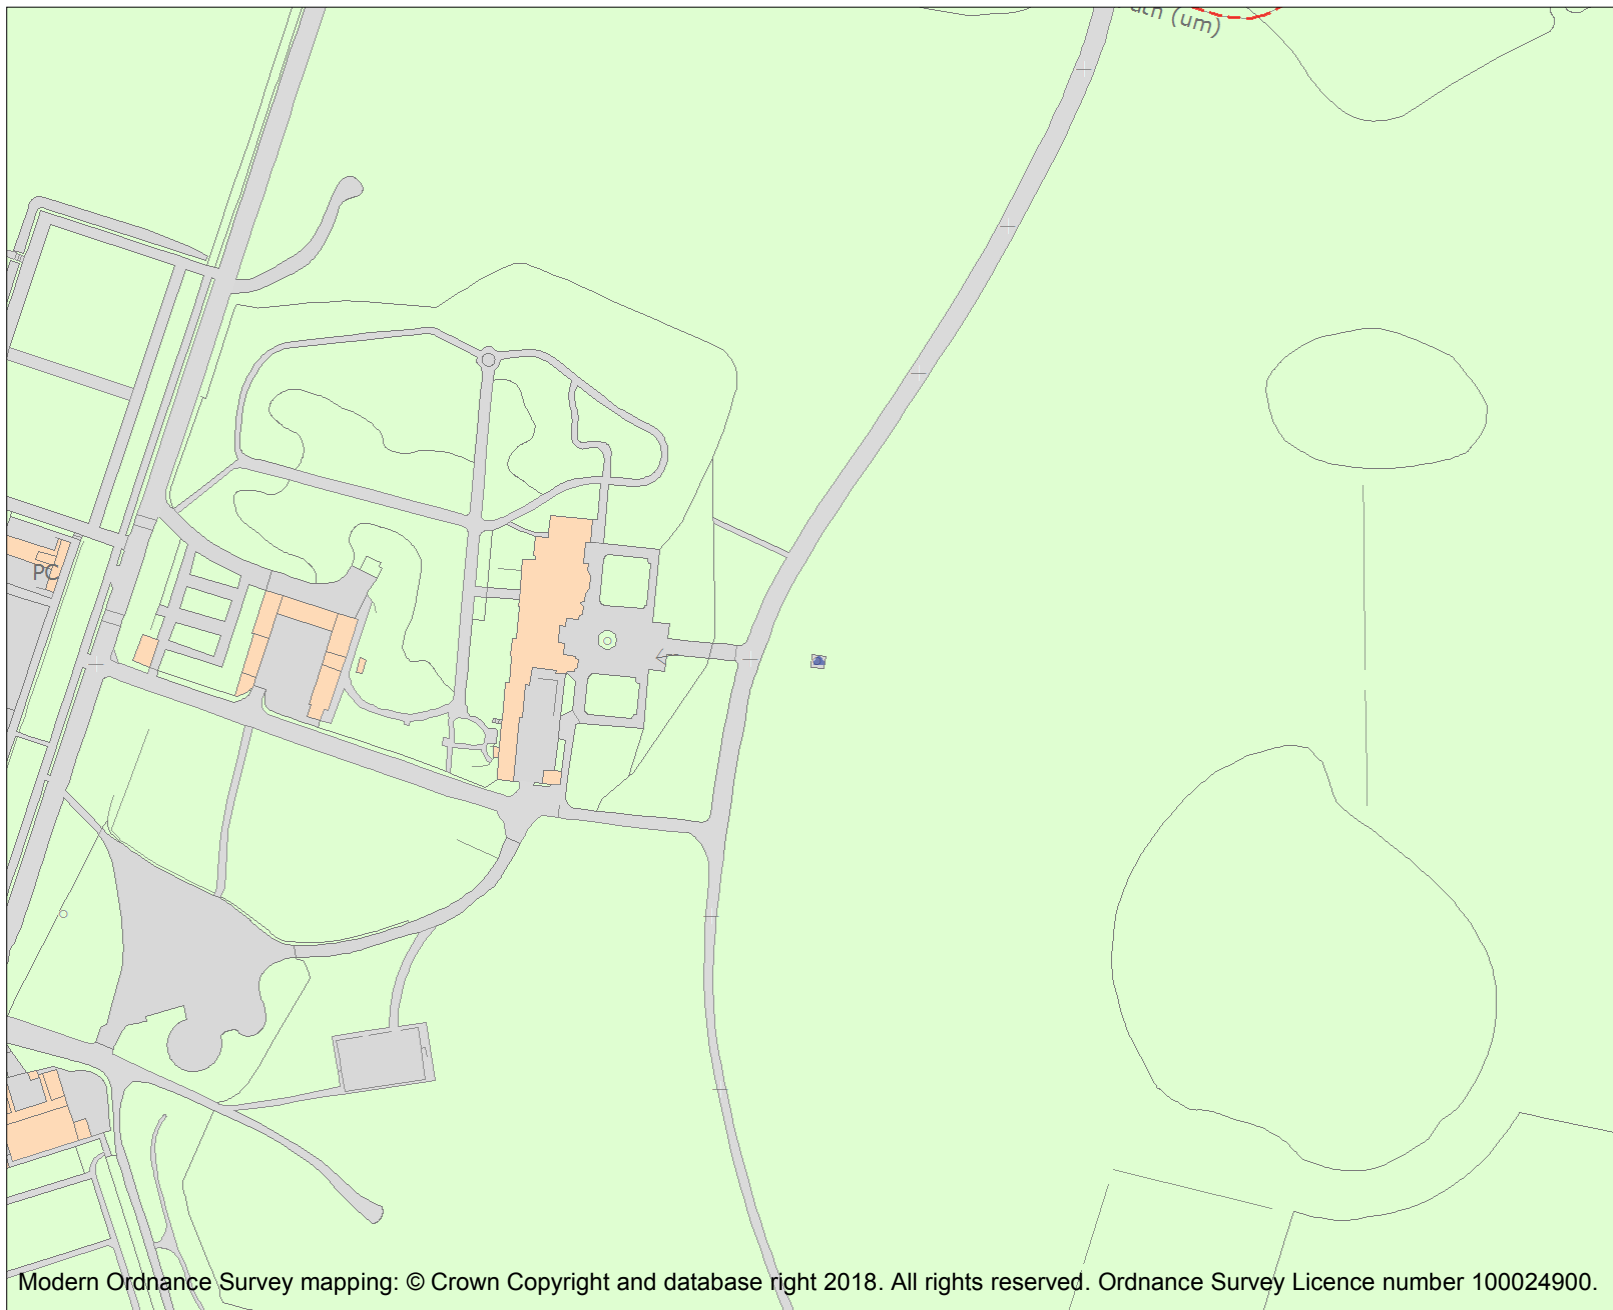 (um)
PC
Modern Ordnance Survey mapping: © Crown Copyright and database right 2018. All rights reserved. Ordnance Survey Licence number 100024900.